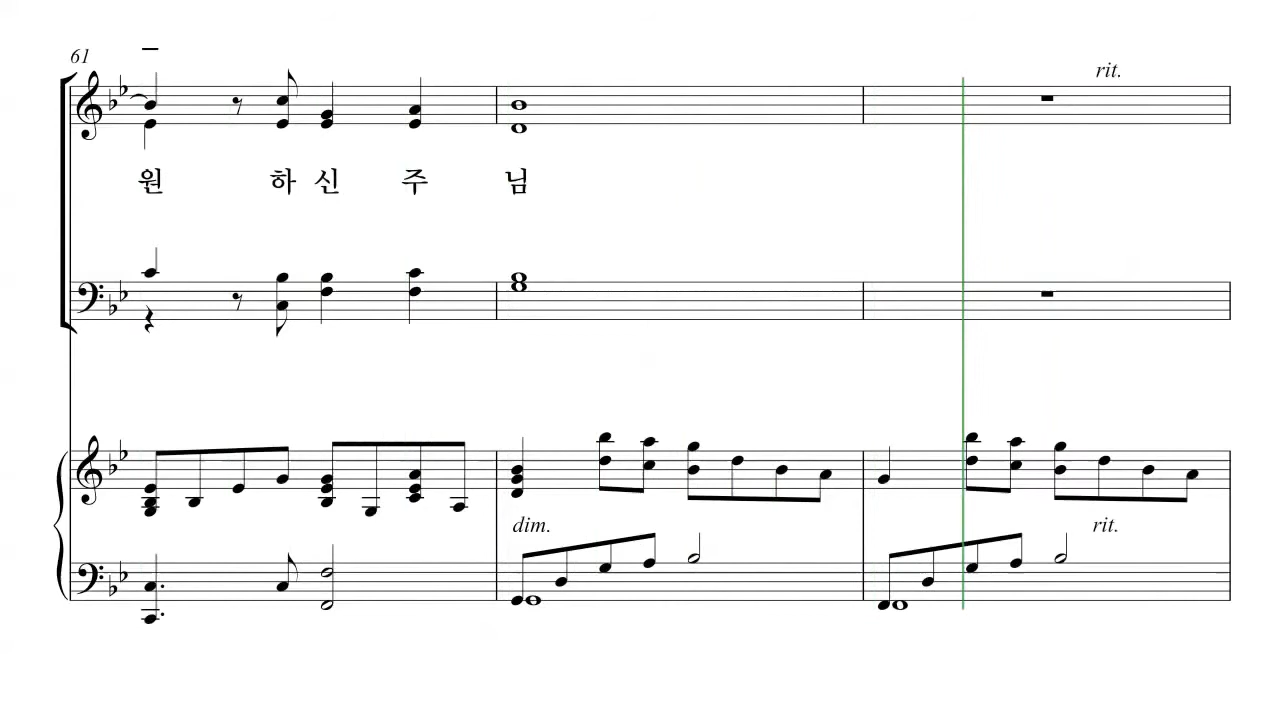 61
rit.
원 하 신 주 님
dim.
rit.